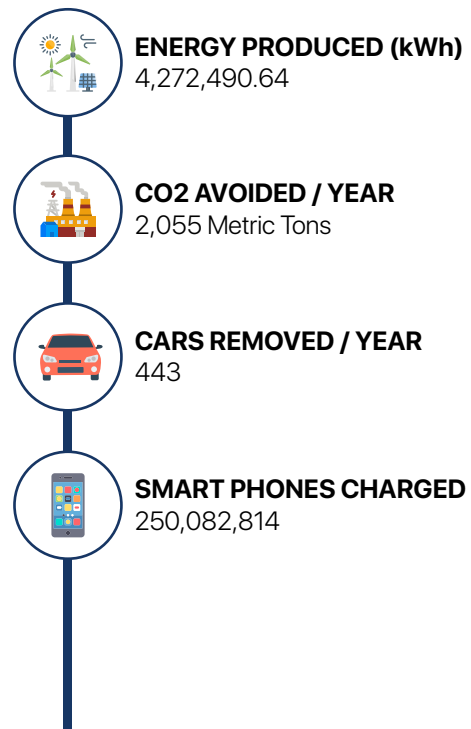 ENERGY PRODUCED (kWh)
4,272,490.64
CO2 AVOIDED / YEAR
2,055 Metric Tons
CARS REMOVED / YEAR
443
SMART PHONES CHARGED
250,082,814